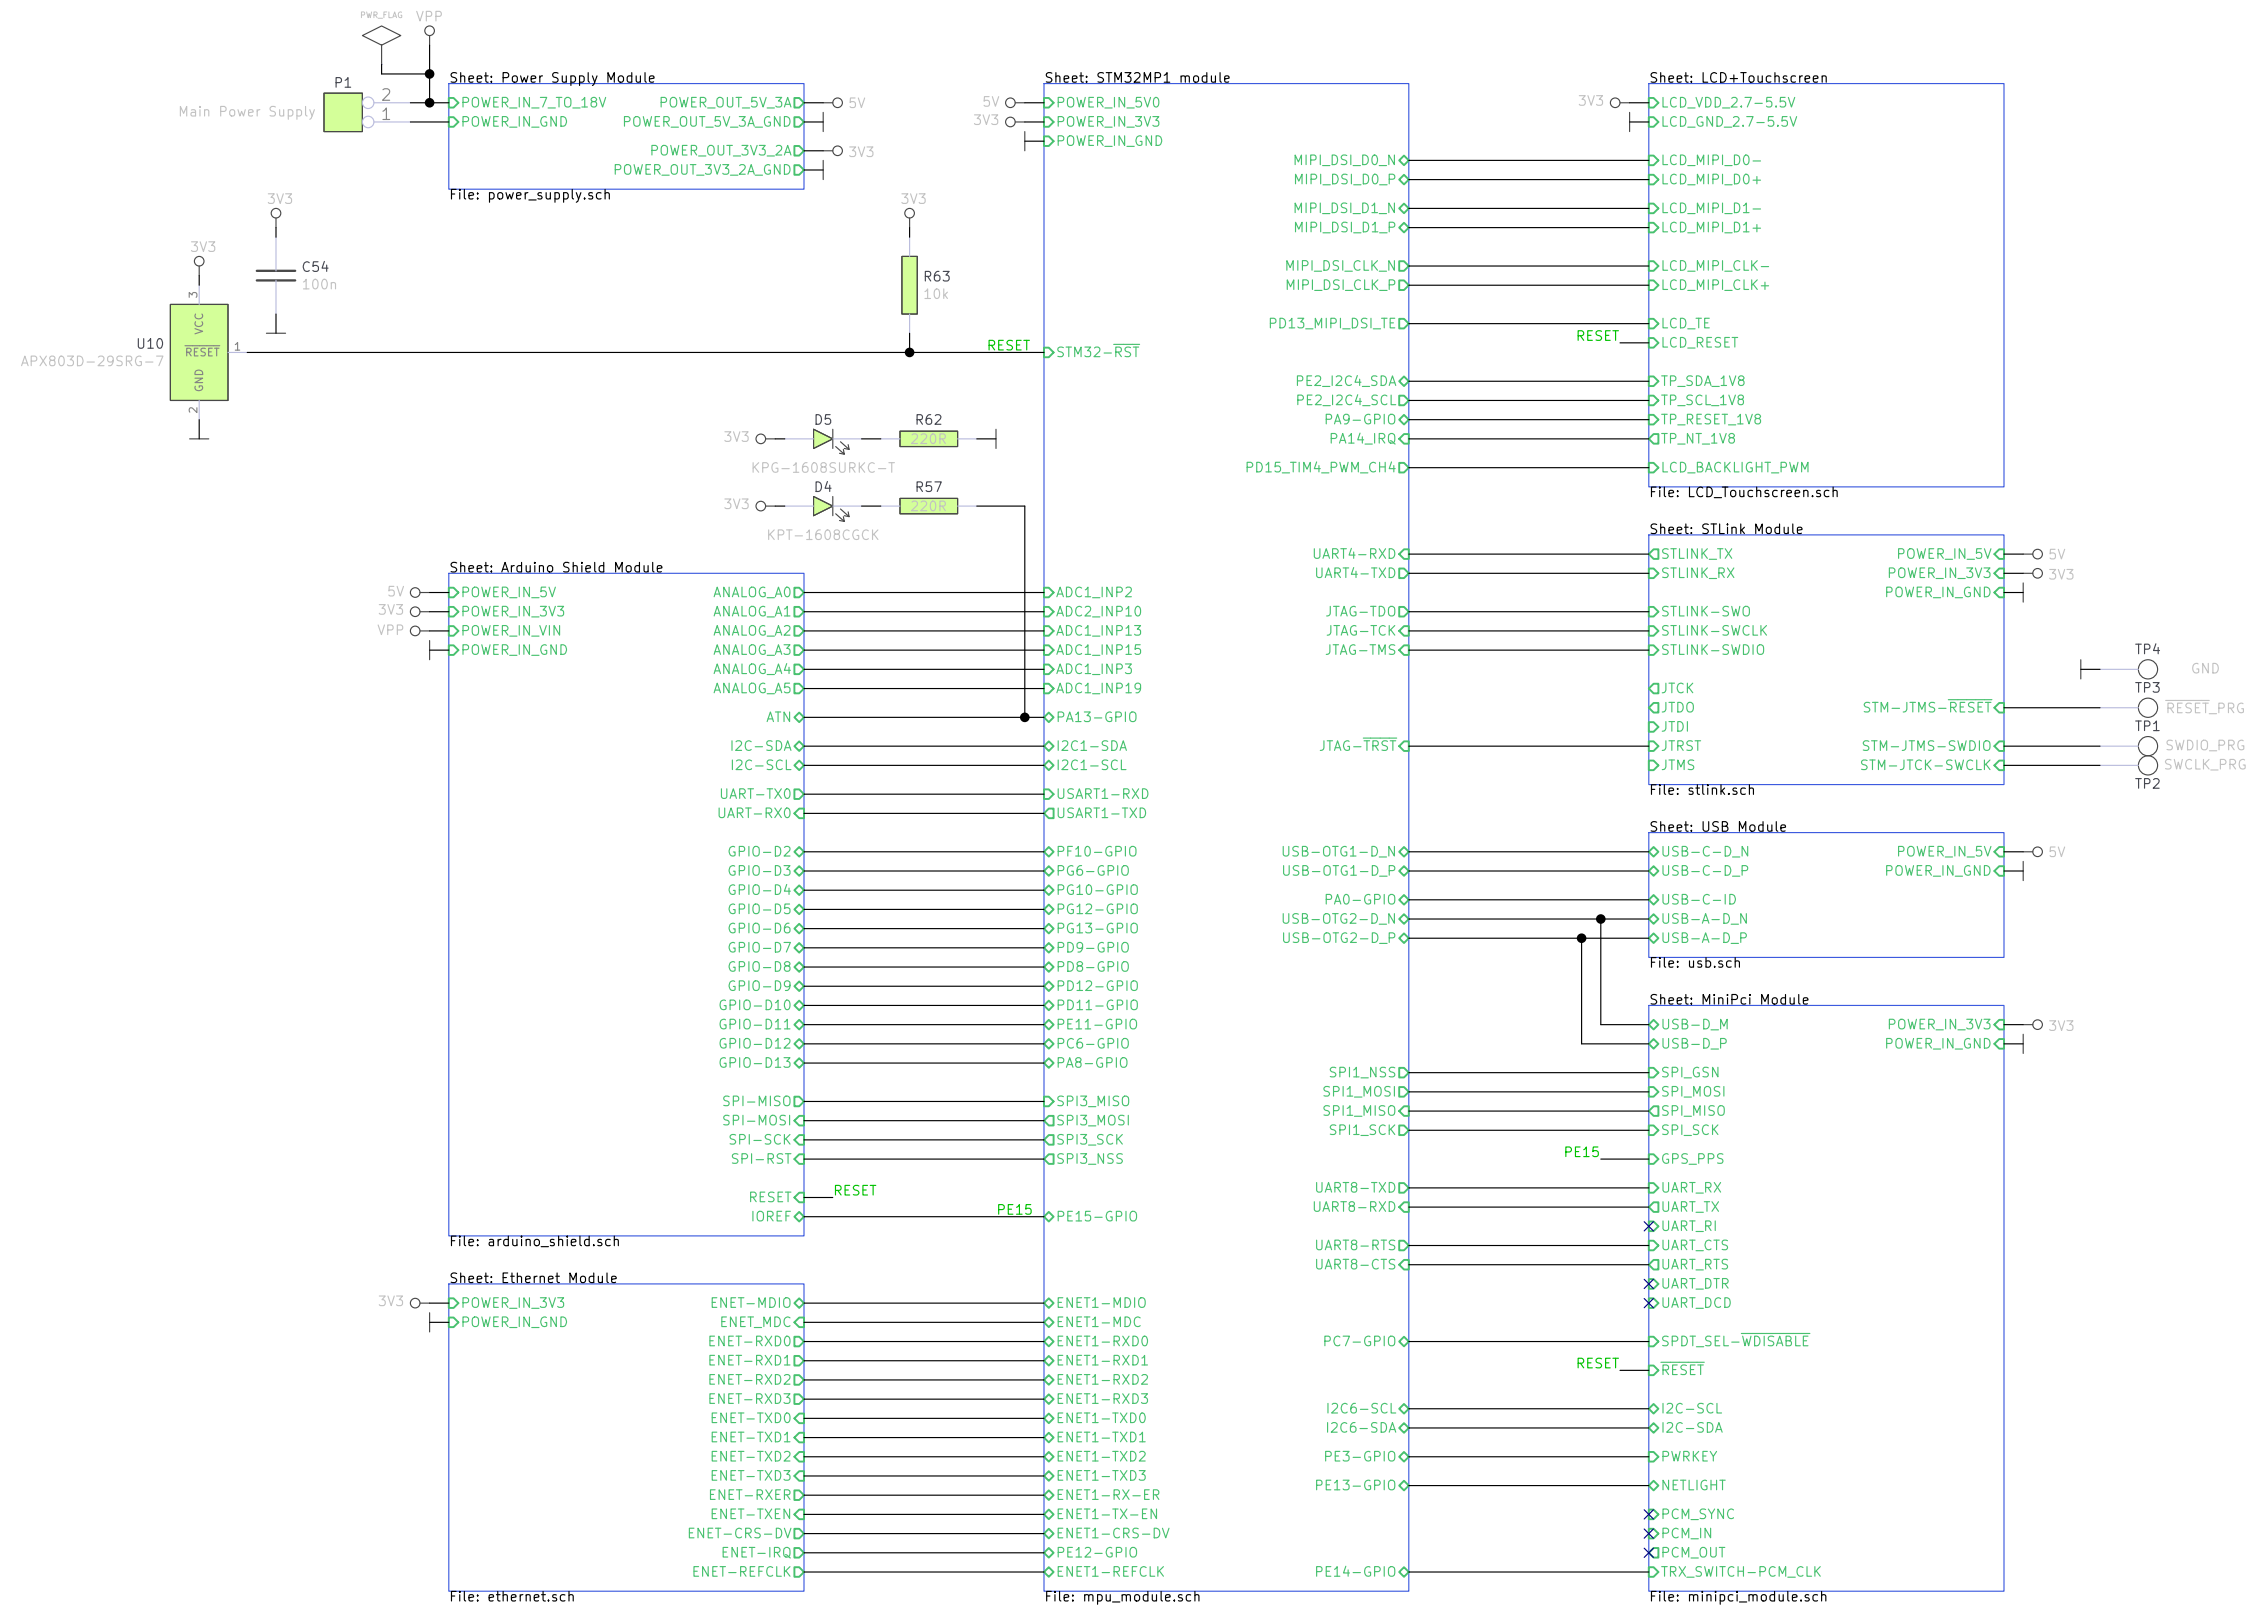 PWR_FLAG
VPP
P1
2
1
Main Power Supply
Sheet: Power Supply Module
POWER_IN_7_TO_18V
POWER_IN_GND
POWER_OUT_5V_3A
5V
POWER_OUT_5V_3A_GND
POWER_OUT_3V3_2A
3V3
POWER_OUT_3V3_2A_GND
File: power_supply.sch
3V3
C54
100n
3V3
3
VCC
U10
APX803D-29SRG-7
RESET
1
GND
2
3V3
R63
10k
RESET
3V3
D5
KPG-1608SURKC-T
R62
220R
3V3
D4
KPT-1608CGCK
R57
220R
Sheet: Arduino Shield Module
5V
POWER_IN_5V
3V3
POWER_IN_3V3
VPP
POWER_IN_VIN
POWER_IN_GND
ANALOG_A0
ANALOG_A1
ANALOG_A2
ANALOG_A3
ANALOG_A4
ANALOG_A5
ATN
I2C-SDA
I2C-SCL
UART-TX0
UART-RX0
GPIO-D2
GPIO-D3
GPIO-D4
GPIO-D5
GPIO-D6
GPIO-D7
GPIO-D8
GPIO-D9
GPIO-D10
GPIO-D11
GPIO-D12
GPIO-D13
SPI-MISO
SPI-MOSI
SPI-SCK
SPI-RST
RESET
RESET
IOREF
PE15
File: arduino_shield.sch
Sheet: Ethernet Module
3V3
POWER_IN_3V3
POWER_IN_GND
ENET-MDIO
ENET_MDC
ENET-RXD0
ENET-RXD1
ENET-RXD2
ENET-RXD3
ENET-TXD0
ENET-TXD1
ENET-TXD2
ENET-TXD3
ENET-RXER
ENET-TXEN
ENET-CRS-DV
ENET-IRQ
ENET-REFCLK
File: ethernet.sch
Sheet: STM32MP1 module
5V
POWER_IN_5V0
3V3
POWER_IN_3V3
POWER_IN_GND
STM32-RST
ADC1_INP2
ADC2_INP10
ADC1_INP13
ADC1_INP15
ADC1_INP3
ADC1_INP19
PA13-GPIO
I2C1-SDA
I2C1-SCL
USART1-RXD
USART1-TXD
PF10-GPIO
PG6-GPIO
PG10-GPIO
PG12-GPIO
PG13-GPIO
PD9-GPIO
PD8-GPIO
PD12-GPIO
PD11-GPIO
PE11-GPIO
PC6-GPIO
PA8-GPIO
SPI3_MISO
SPI3_MOSI
SPI3_SCK
SPI3_NSS
PE15-GPIO
ENET1-MDIO
ENET1-MDC
ENET1-RXD0
ENET1-RXD1
ENET1-RXD2
ENET1-RXD3
ENET1-TXD0
ENET1-TXD1
ENET1-TXD2
ENET1-TXD3
ENET1-RX-ER
ENET1-TX-EN
ENET1-CRS-DV
PE12-GPIO
ENET1-REFCLK
MIPI_DSI_D0_N
MIPI_DSI_D0_P
MIPI_DSI_D1_N
MIPI_DSI_D1_P
MIPI_DSI_CLK_N
MIPI_DSI_CLK_P
PD13_MIPI_DSI_TE
PE2_I2C4_SDA
PE2_I2C4_SCL
PA9-GPIO
PA14_IRQ
PD15_TIM4_PWM_CH4
UART4-RXD
UART4-TXD
JTAG-TDO
JTAG-TCK
JTAG-TMS
JTAG-TRST
USB-OTG1-D_N
USB-OTG1-D_P
PA0-GPIO
USB-OTG2-D_N
USB-OTG2-D_P
SPI1_NSS
SPI1_MOSI
SPI1_MISO
SPI1_SCK
UART8-TXD
UART8-RXD
UART8-RTS
UART8-CTS
PC7-GPIO
I2C6-SCL
I2C6-SDA
PE3-GPIO
PE13-GPIO
PE14-GPIO
File: mpu_module.sch
Sheet: LCD+Touchscreen
3V3
LCD_VDD_2.7-5.5V
LCD_GND_2.7-5.5V
LCD_MIPI_D0-
LCD_MIPI_D0+
LCD_MIPI_D1-
LCD_MIPI_D1+
LCD_MIPI_CLK-
LCD_MIPI_CLK+
LCD_TE
RESET
LCD_RESET
TP_SDA_1V8
TP_SCL_1V8
TP_RESET_1V8
TP_NT_1V8
LCD_BACKLIGHT_PWM
File: LCD_Touchscreen.sch
Sheet: STLink Module
STLINK_TX
STLINK_RX
STLINK-SWO
STLINK-SWCLK
STLINK-SWDIO
JTCK
JTDO
JTDI
JTRST
JTMS
POWER_IN_5V
5V
POWER_IN_3V3
3V3
POWER_IN_GND
STM-JTMS-RESET
STM-JTMS-SWDIO
STM-JTCK-SWCLK
TP4
GND
TP3
RESET_PRG
TP1
SWDIO_PRG
SWCLK_PRG
TP2
File: stlink.sch
Sheet: USB Module
USB-C-D_N
USB-C-D_P
USB-C-ID
USB-A-D_N
USB-A-D_P
POWER_IN_5V
5V
POWER_IN_GND
File: usb.sch
Sheet: MiniPci Module
USB-D_M
USB-D_P
POWER_IN_3V3
3V3
POWER_IN_GND
SPI_GSN
SPI_MOSI
SPI_MISO
SPI_SCK
PE15
GPS_PPS
UART_RX
UART_TX
UART_RI
UART_CTS
UART_RTS
UART_DTR
UART_DCD
SPDT_SEL-WDISABLE
RESET
RESET
I2C-SCL
I2C-SDA
PWRKEY
NETLIGHT
PCM_SYNC
PCM_IN
PCM_OUT
TRX_SWITCH-PCM_CLK
File: minipci_module.sch